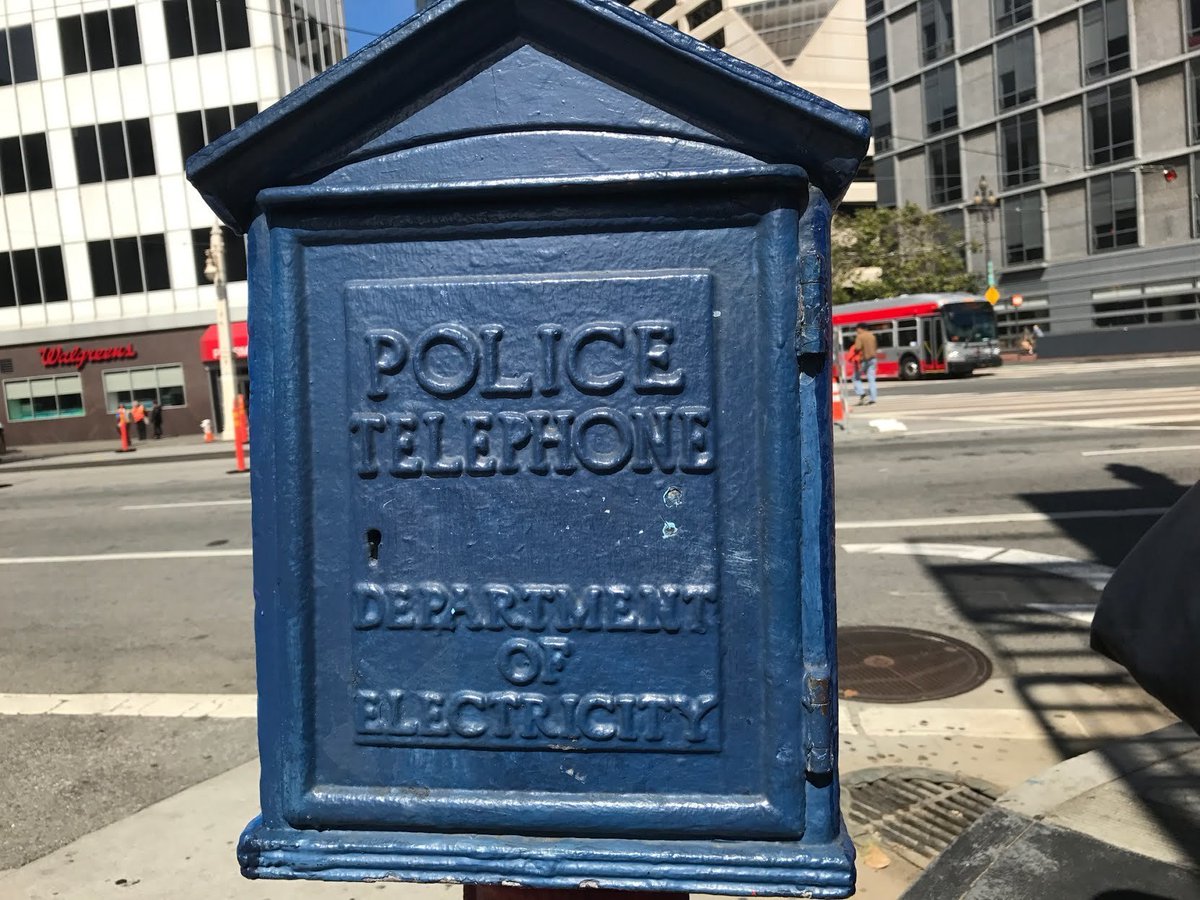 POLICE
TELEPHONE
DEPARTMENT
OF
ELECTRICITY
Walgreens